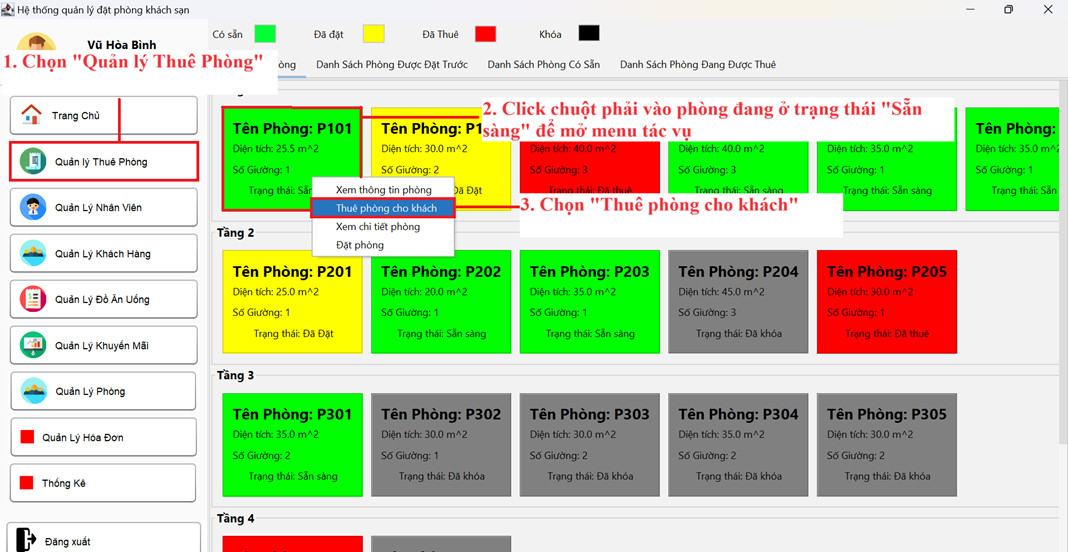 Hệ thống quản lý đặt phòng khách sạn
Vũ Hòa Bình
1. Chọn "Quản lý Thuê Phòng"
Trang Chủ
Quản lý Thuê Phòng
Quản Lý Nhân Viên
Quản Lý Khách Hàng
Quản Lý Đồ Ăn Uống
Quản Lý Khuyến Mãi
Quản Lý Phòng
Quản Lý Hóa Đơn
Thống Kê
Đăng xuất
Có sẵn Đã đặt Đã Thuê Khóa
Danh Sách Phòng Được Đặt Trước Danh Sách Phòng Có Sẵn Danh Sách Phòng Đang Được Thuê
2. Click chuột phải vào phòng đang ở trạng thái "Sẵn
sàng" để mở menu tác vụ
Tên Phòng: P101 Tên Phòng: Tên Phòng:
Diện tích: 25.5 m^2 Diện tích: 30.0 m^2 Diện tích: 40.0 m^2 Diện tích: 40.0 m^2 Diện tích: 35.0 m^2 Diện tích: 35.0 m^2
Số Giường: 1 Số Giường: 2 Số Giường: 3 Số Giường: 3 Số Giường: 1 Số Giường: 1
Trạng thái: Đã Đặt Trạng thái: Đã thuê Trạng thái: Sẵn sàng Trạng thái: Sẵn sàng Trạng thái: Sẵn
Xem thông tin phòng
Thuê phòng cho khách
Xem chi tiết phòng
Đặt phòng
3. Chọn "Thuê phòng cho khách"
Tầng 2
Tên Phòng: P201 Tên Phòng: P202 Tên Phòng: P203 Tên Phòng: P204 Tên Phòng: P205
Diện tích: 25.0 m^2 Diện tích: 20.0 m^2 Diện tích: 35.0 m^2 Diện tích: 45.0 m^2 Diện tích: 30.0 m^2
Số Giường: 1 Số Giường: 1 Số Giường: 1 Số Giường: 3 Số Giường: 1
Trạng thái: Đã Đặt Trạng thái: Sẵn sàng Trạng thái: Sẵn sàng Trạng thái: Đã khóa Trạng thái: Đã thuê
Tầng 3
Tên Phòng: P301 Tên Phòng: P302 Tên Phòng: P303 Tên Phòng: P304 Tên Phòng: P305
Diện tích: 35.0 m^2 Diện tích: 30.0 m^2 Diện tích: 30.0 m^2 Diện tích: 30.0 m^2 Diện tích: 30.0 m^2
Số Giường: 2 Số Giường: 1 Số Giường: 2 Số Giường: 2 Số Giường: 2
Trạng thái: Sẵn sàng Trạng thái: Đã khóa Trạng thái: Đã khóa Trạng thái: Đã khóa Trạng thái: Đã khóa
Tầng 4